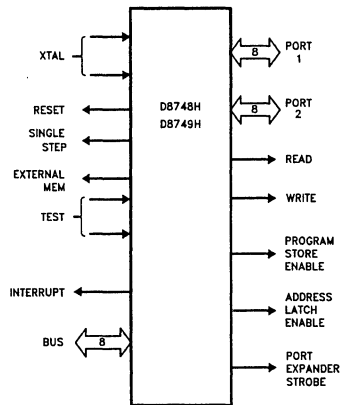 XTAL
RESET
SINGLE
STEP
EXTERNAL
MEM
TEST
INTERRUPT
BUS
8
D8748H
D8749H
8
PORT
1
8
PORT
2
READ
WRITE
PROGRAM
STORE
ENABLE
ADDRESS
LATCH
ENABLE
PORT
EXPANDER
STROBE